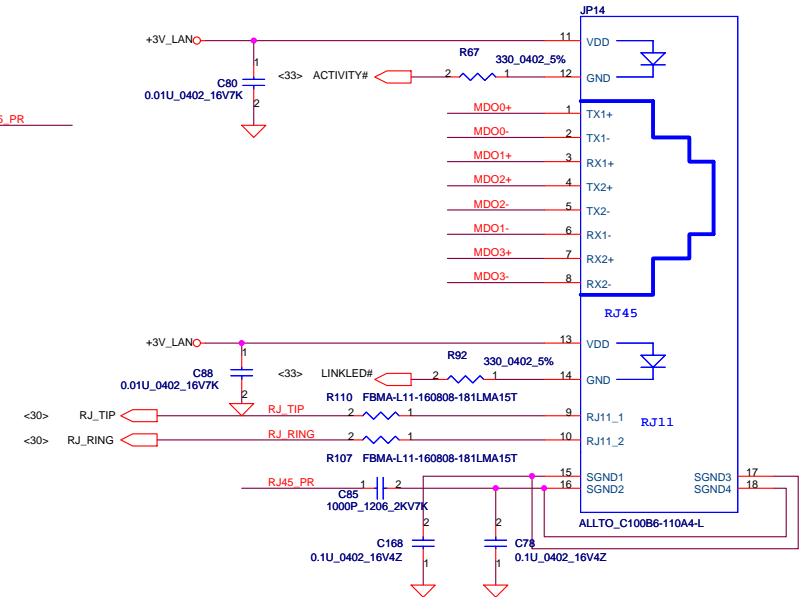 JP14
+3V_LAN
11
VDD
1
C80
0.01U_0402_16V7K
2
<33>
ACTIVITY#
2
R67
1
330_0402_5%
12
GND
5_PR
MDO0+
1
TX1+
MDO0-
2
TX1-
MDO1+
3
RX1+
MDO2+
4
TX2+
MDO2-
5
TX2-
MDO1-
6
RX1-
MDO3+
7
RX2+
MDO3-
8
RX2-
RJ45
+3V_LAN
13
VDD
1
C88
0.01U_0402_16V7K
2
<33>
LINKLED#
2
R92
1
330_0402_5%
14
GND
R110 FBMA-L11-160808-181LMA15T
<30>
RJ_TIP
RJ_TIP
2
1
9
RJ11_1
RJ11
<30>
RJ_RING
RJ_RING
2
1
10
RJ11_2
R107 FBMA-L11-160808-181LMA15T
15
SGND1
SGND3
17
RJ45_PR
1
2
16
SGND2
SGND4
18
C85
1000P_1206_2KV7K
ALLTO_C100B6-110A4-L
2
C168
0.1U_0402_16V4Z
1
2
C78
0.1U_0402_16V4Z
1